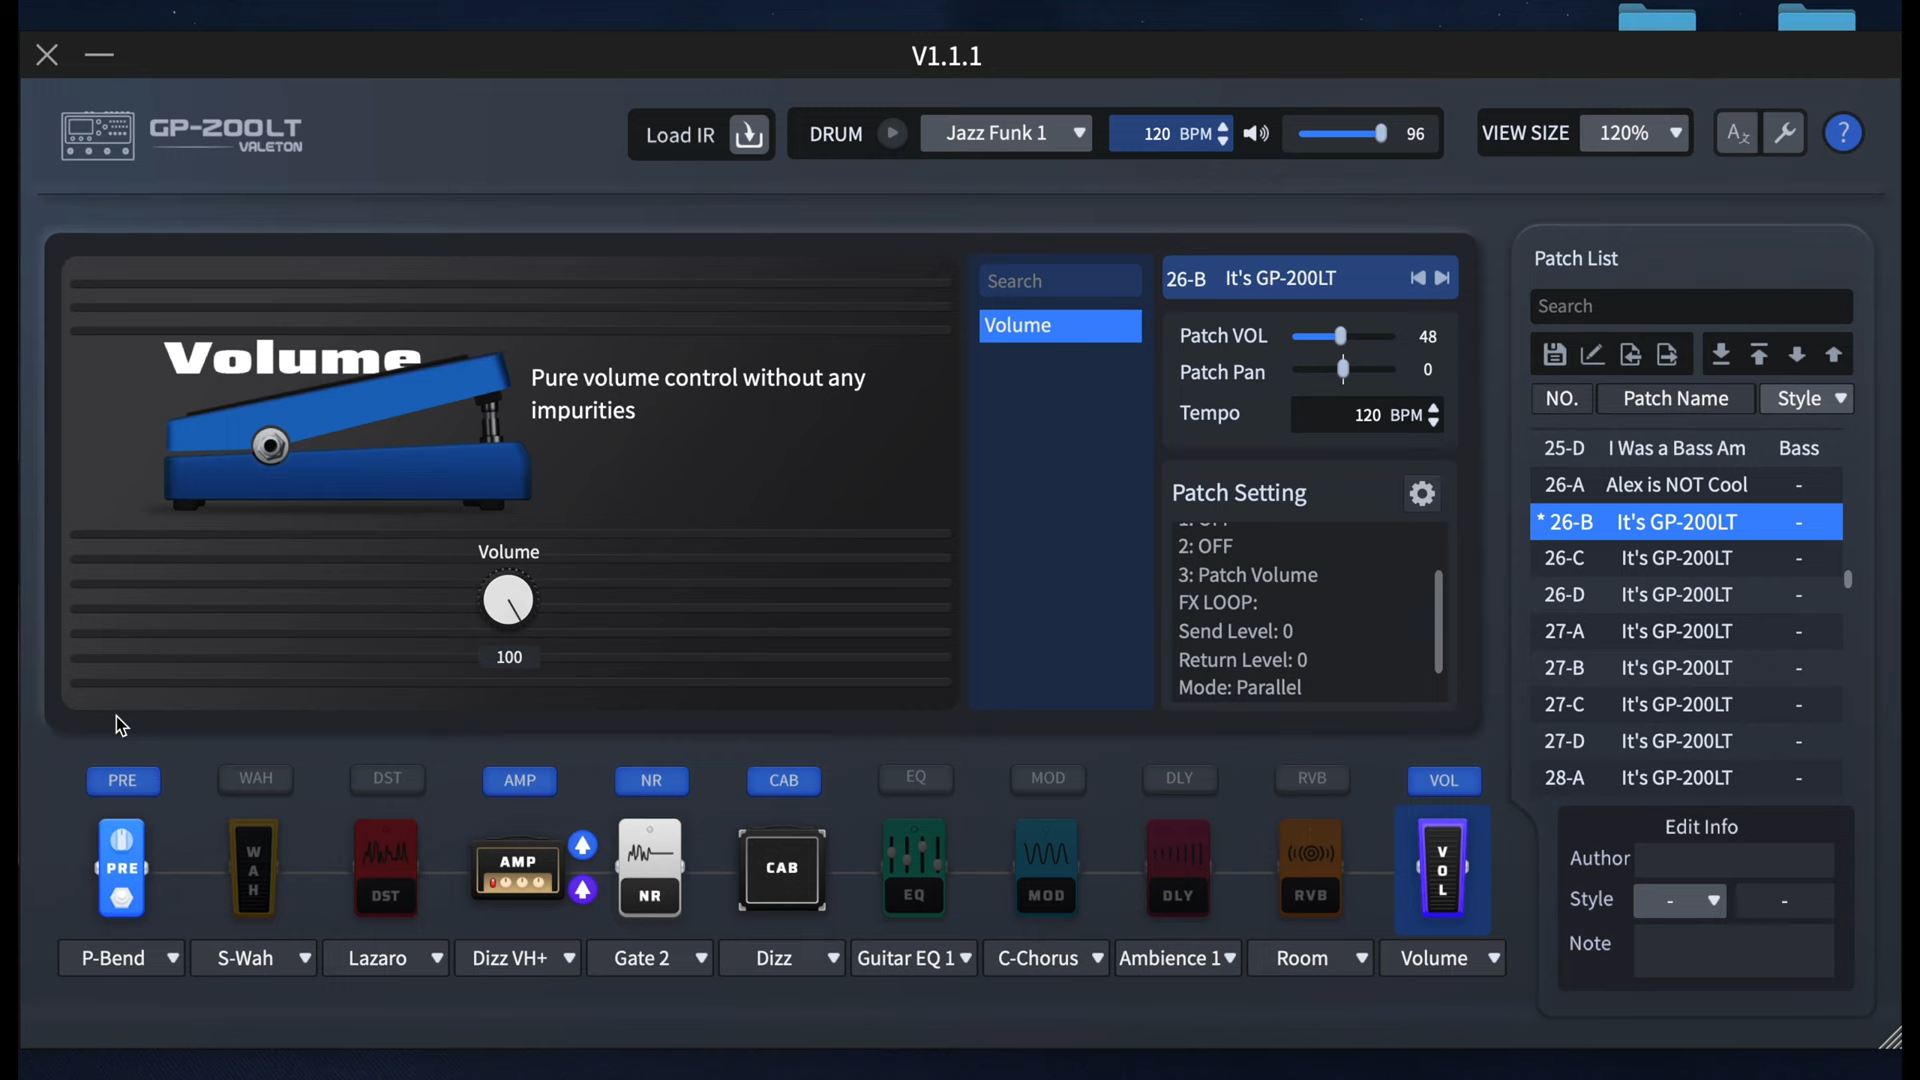 V1.1.1
GP-200LT
VALETON
Load IR
DRUM
Jazz Funk 1
120 BPM
96
VIEW SIZE
120%
?
Volume
Pure volume control without any
impurities
Volume
100
Search
Volume
26-B It's GP-200LT
Patch VOL 48
Patch Pan 0
Tempo 120 BPM
Patch Setting
2: OFF
3: Patch Volume
FX LOOP:
Send Level: 0
Return Level: 0
Mode: Parallel
Patch List
Search
NO. Patch Name Style
25-D I Was a Bass Am Bass
26-A Alex is NOT Cool -
* 26-B It's GP-200LT -
26-C It's GP-200LT -
26-D It's GP-200LT -
27-A It's GP-200LT -
27-B It's GP-200LT -
27-C It's GP-200LT -
27-D It's GP-200LT -
28-A It's GP-200LT -
Edit Info
Author
Style - -
Note
PRE WAH DST AMP NR CAB EQ MOD DLY RVB VOL
PRE WAH DST AMP NR CAB EQ MOD DLY RVB VOL
P-Bend S-Wah Lazaro Dizz VH+ Gate 2 Dizz Guitar EQ 1 C-Chorus Ambience 1 Room Volume